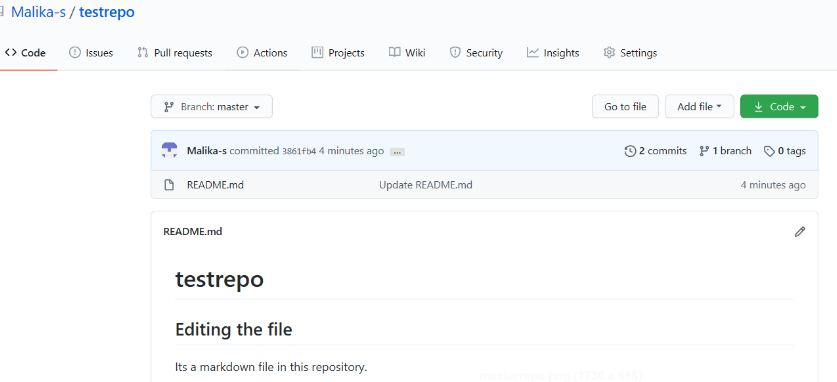 Malika-s / testrepo
Code Issues Pull requests Actions Projects Wiki Security Insights Settings
Branch: master Go to file Add file Code
Malika-s committed 3861fb4 4 minutes ago ... 2 commits 1 branch 0 tags
README.md Update README.md 4 minutes ago
README.md
testrepo
Editing the file
Its a markdown file in this repository.